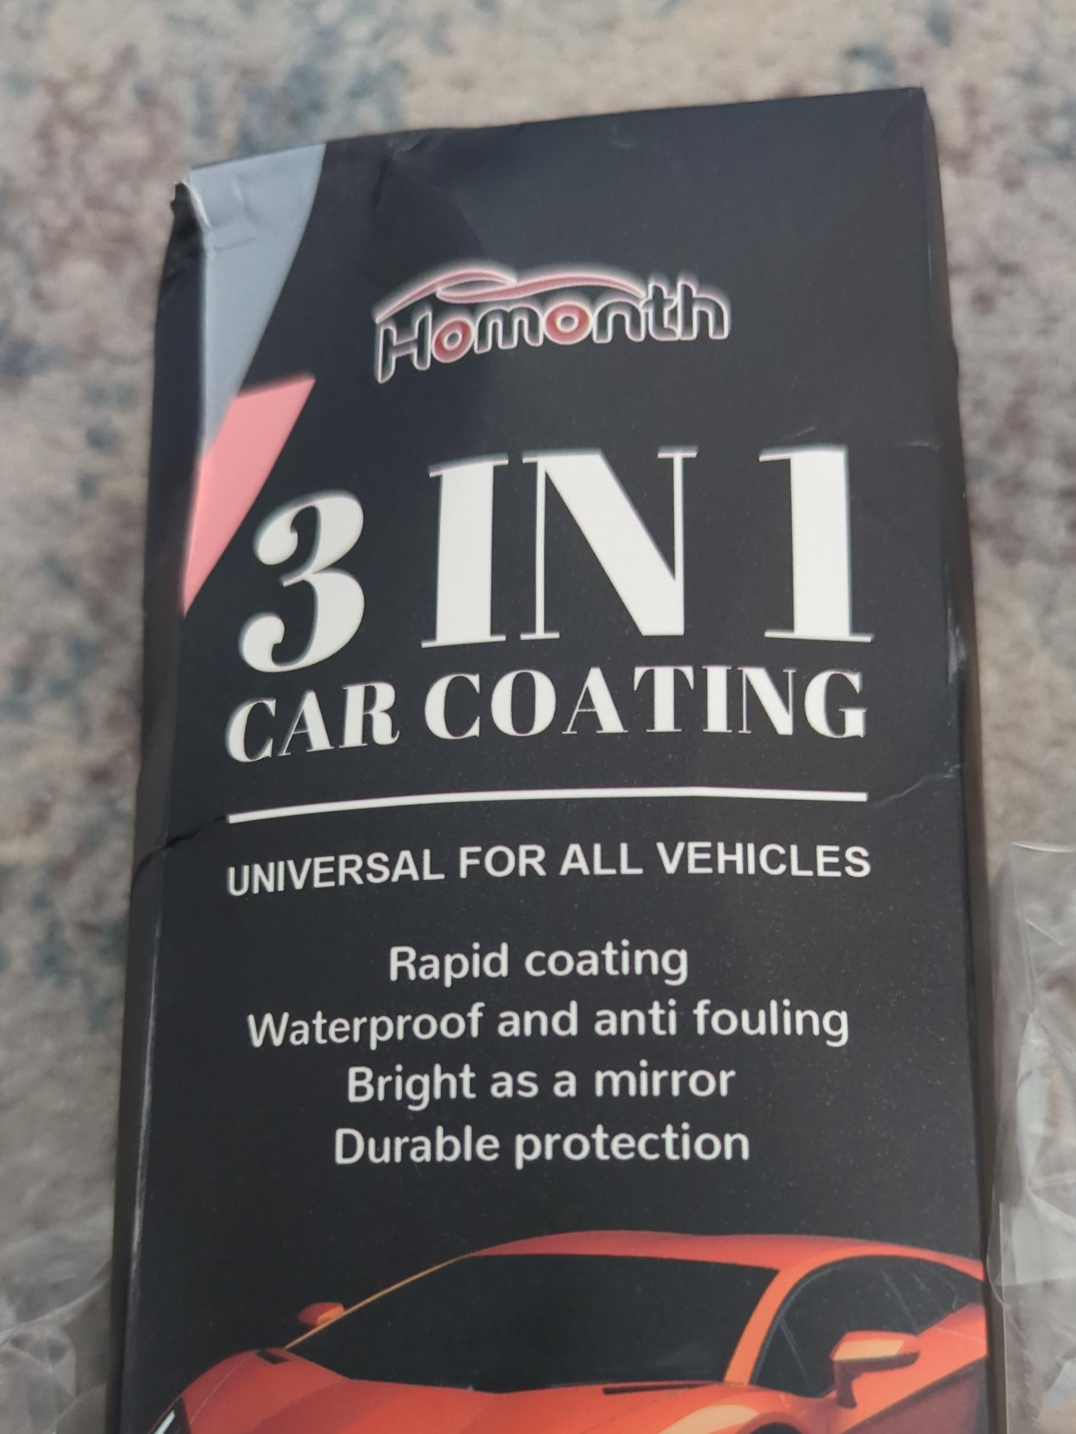 Homonth
3 IN 1
CAR COATING
UNIVERSAL FOR ALL VEHICLES
Rapid coating
Waterproof and anti fouling
Bright as a mirror
Durable protection